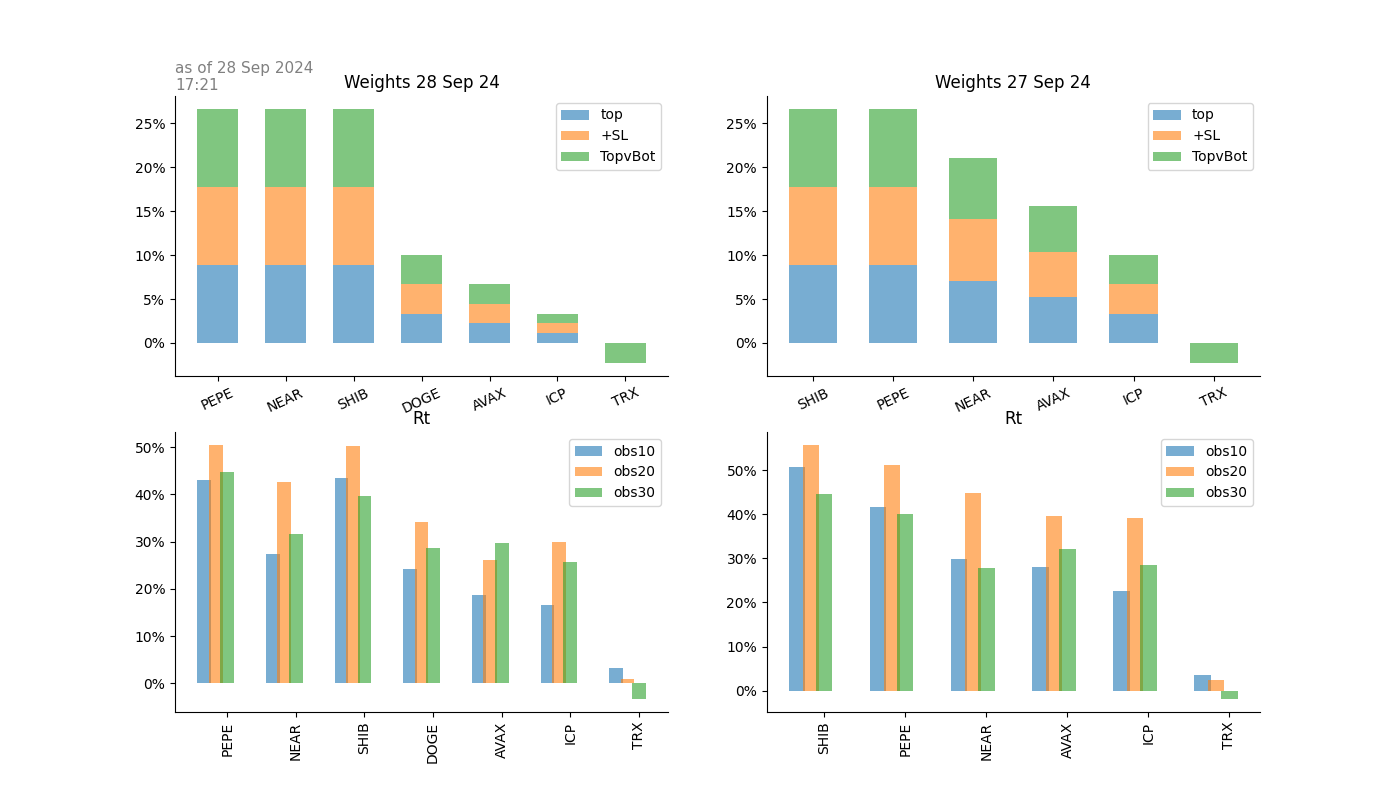 as of 28 Sep 2024
17:21
Weights 28 Sep 24
25%
20%
15%
10%
5%
0%
top
+SL
TopvBot
PEPE NEAR SHIB DOGE AVAX ICP TRX
Weights 27 Sep 24
25%
20%
15%
10%
5%
0%
top
+SL
TopvBot
SHIB PEPE NEAR AVAX ICP TRX
Rt
50%
40%
30%
20%
10%
0%
obs10
obs20
obs30
PEPE NEAR SHIB DOGE AVAX ICP TRX
Rt
50%
40%
30%
20%
10%
0%
obs10
obs20
obs30
SHIB PEPE NEAR AVAX ICP TRX